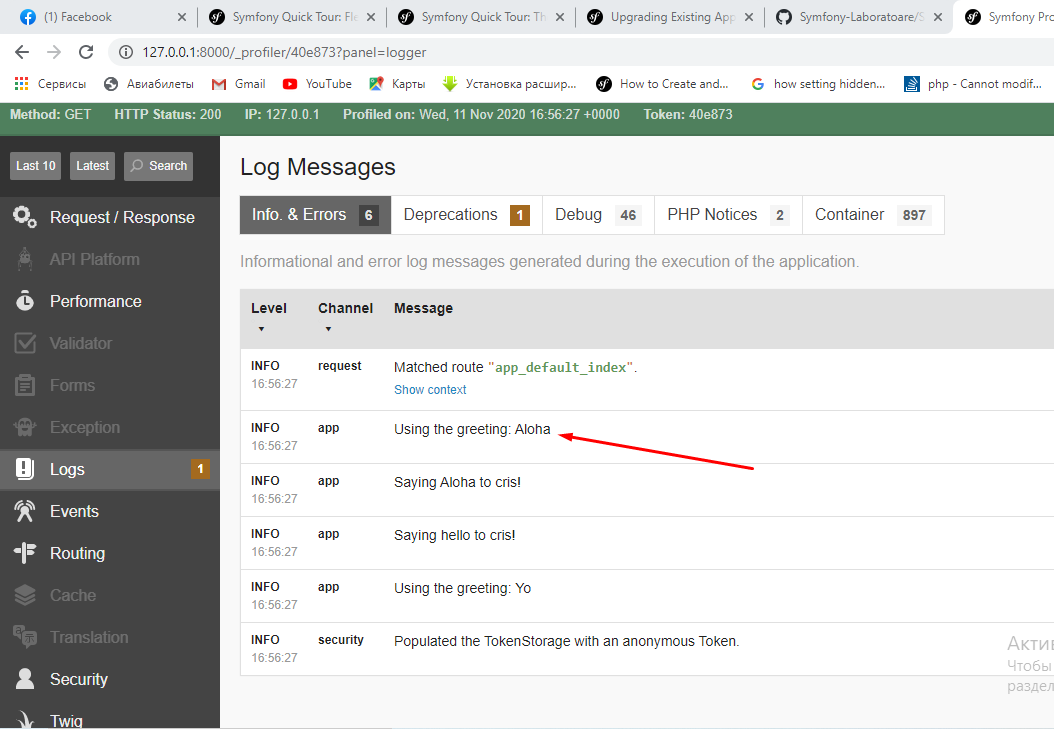 (1) Facebook
Symfony Quick Tour: Fle
Symfony Quick Tour: Th
Upgrading Existing App
Symfony-Laboratoare/S
Symfony Pro
127.0.0.1:8000/_profiler/40e873?panel=logger
Сервисы
Авиабилеты
Gmail
YouTube
Карты
Установка расшир...
How to Create and...
how setting hidden...
php - Cannot modif...
Method: GET HTTP Status: 200 IP: 127.0.0.1 Profiled on: Wed, 11 Nov 2020 16:56:27 +0000 Token: 40e873
Last 10
Latest
Search
Request / Response
API Platform
Performance
Validator
Forms
Exception
Logs 1
Events
Routing
Cache
Translation
Security
Twig
Log Messages
Info. & Errors 6
Deprecations 1
Debug 46
PHP Notices 2
Container 897
Informational and error log messages generated during the execution of the application.
Level Channel Message
INFO request Matched route "app_default_index".
16:56:27 Show context
INFO app Using the greeting: Aloha
16:56:27
INFO app Saying Aloha to cris!
16:56:27
INFO app Saying hello to cris!
16:56:27
INFO app Using the greeting: Yo
16:56:27
INFO security Populated the TokenStorage with an anonymous Token.
16:56:27
Актив
Чтобы
раздел